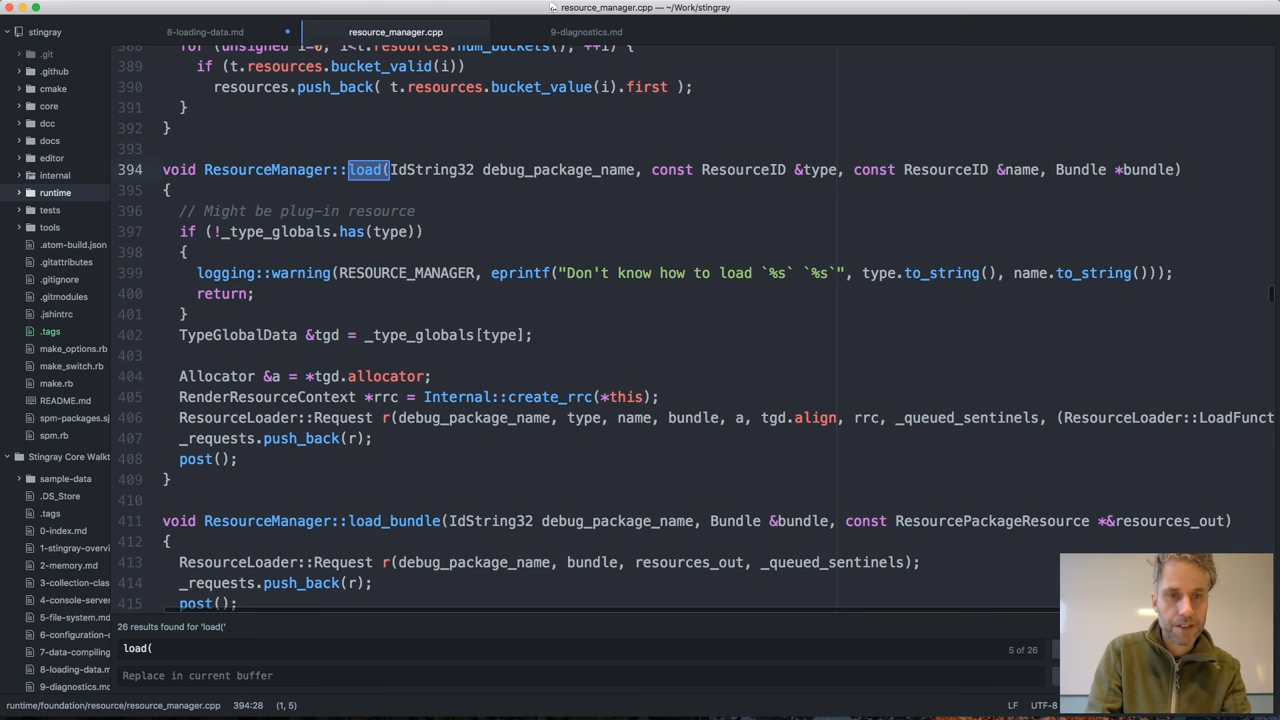 resource_manager.cpp — ~/Work/stingray
stingray
8-loading-data.md
resource_manager.cpp
9-diagnostics.md
.git
.github
cmake
core
dcc
docs
editor
internal
runtime
tests
tools
.atom-build.json
.gitattributes
.gitignore
.gitmodules
.jshintrc
.tags
make_options.rb
make_switch.rb
make.rb
README.md
spm-packages.sj
spm.rb
Stingray Core Walkt
sample-data
.DS_Store
.tags
0-index.md
1-stingray-overvi
2-memory.md
3-collection-clas
4-console-server
5-file-system.md
6-configuration-d
7-data-compiling
8-loading-data.m
9-diagnostics.md
388 for (unsigned i=0; i<t.resources.num_buckets(); ++i) {
389 if (t.resources.bucket_valid(i))
390 resources.push_back( t.resources.bucket_value(i).first );
391 }
392 }
393
394 void ResourceManager::load(IdString32 debug_package_name, const ResourceID &type, const ResourceID &name, Bundle *bundle)
395 {
396 // Might be plug-in resource
397 if (!_type_globals.has(type))
398 {
399 logging::warning(RESOURCE_MANAGER, eprintf("Don't know how to load `%s` `%s`", type.to_string(), name.to_string()));
400 return;
401 }
402 TypeGlobalData &tgd = _type_globals[type];
403
404 Allocator &a = *tgd.allocator;
405 RenderResourceContext *rrc = Internal::create_rrc(*this);
406 ResourceLoader::Request r(debug_package_name, type, name, bundle, a, tgd.align, rrc, _queued_sentinels, (ResourceLoader::LoadFunct
407 _requests.push_back(r);
408 post();
409 }
410
411 void ResourceManager::load_bundle(IdString32 debug_package_name, Bundle &bundle, const ResourcePackageResource *&resources_out)
412 {
413 ResourceLoader::Request r(debug_package_name, bundle, resources_out, _queued_sentinels);
414 _requests.push_back(r);
415 post();
26 results found for 'load('
load(
5 of 26
Replace in current buffer
runtime/foundation/resource/resource_manager.cpp 394:28 (1, 5)
LF UTF-8